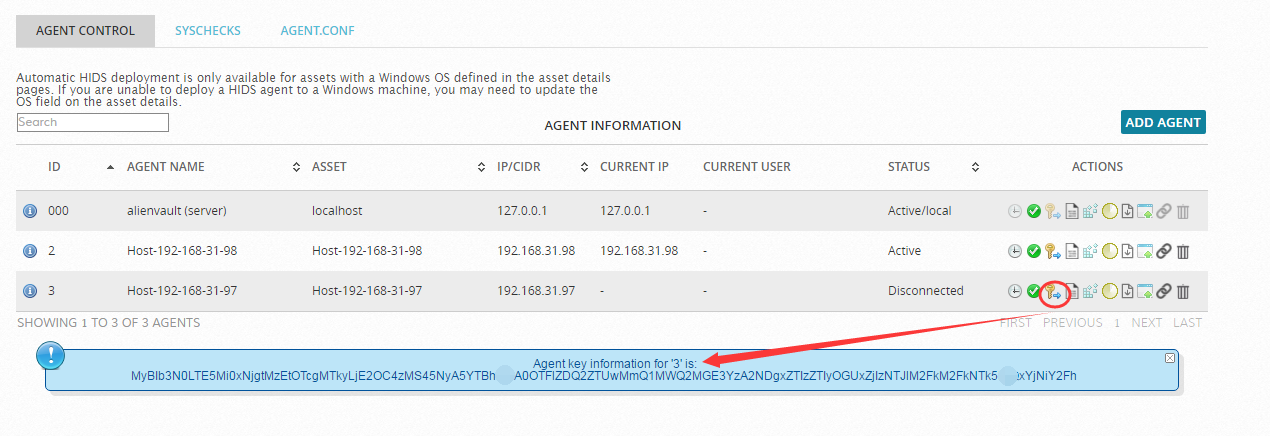 AGENT CONTROL SYSCHECKS AGENT.CONF
Automatic HIDS deployment is only available for assets with a Windows OS defined in the asset details
pages. If you are unable to deploy a HIDS agent to a Windows machine, you may need to update the
OS field on the asset details.
Search
AGENT INFORMATION
ADD AGENT
ID AGENT NAME ASSET IP/CIDR CURRENT IP CURRENT USER STATUS ACTIONS
000 alienvault (server) localhost 127.0.0.1 127.0.0.1 - Active/local
2 Host-192-168-31-98 Host-192-168-31-98 192.168.31.98 192.168.31.98 - Active
3 Host-192-168-31-97 Host-192-168-31-97 192.168.31.97 - - Disconnected
SHOWING 1 TO 3 OF 3 AGENTS
FIRST PREVIOUS 1 NEXT LAST
Agent key information for '3' is: